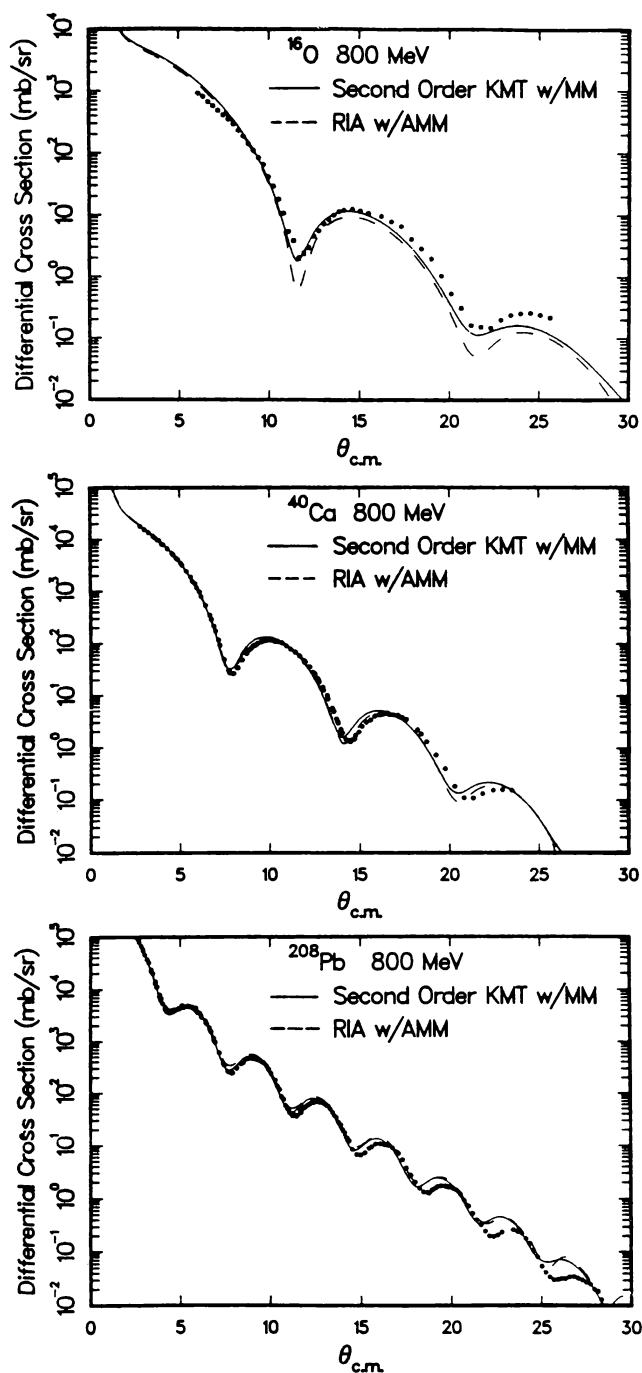 Differential Cross Section (mb/sr)
10⁴
10³
10²
10¹
10⁰
10⁻¹
10⁻²
¹⁶O 800 MeV
Second Order KMT w/MM
RIA w/AMM
0 5 10 15 20 25 30
θc.m.
Differential Cross Section (mb/sr)
10⁵
10⁴
10³
10²
10¹
10⁰
10⁻¹
10⁻²
⁴⁰Ca 800 MeV
Second Order KMT w/MM
RIA w/AMM
0 5 10 15 20 25 30
θc.m.
Differential Cross Section (mb/sr)
10⁵
10⁴
10³
10²
10¹
10⁰
10⁻¹
10⁻²
²⁰⁸Pb 800 MeV
Second Order KMT w/MM
RIA w/AMM
0 5 10 15 20 25 30
θc.m.